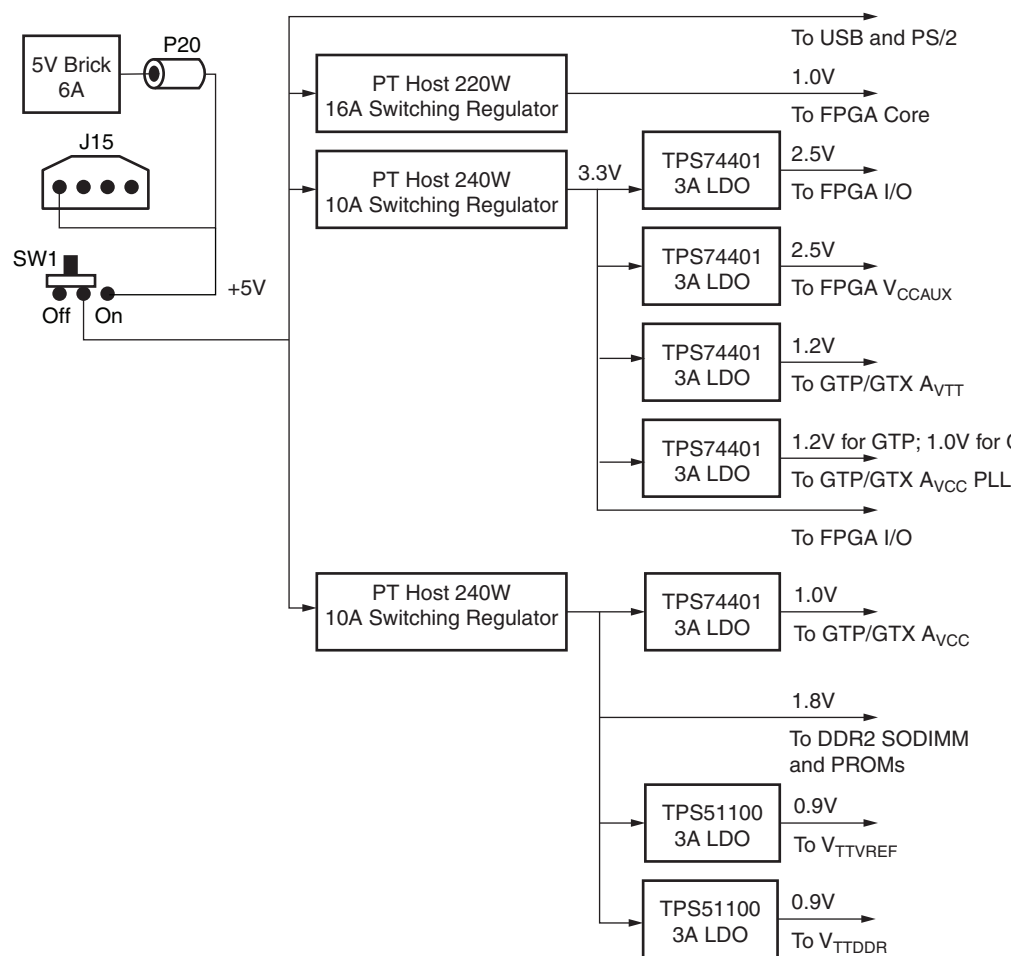 To USB and PS/2
P20
5V Brick
6A
PT Host 220W
16A Switching Regulator
1.0V
To FPGA Core
J15
PT Host 240W
10A Switching Regulator
3.3V
TPS74401
3A LDO
2.5V
To FPGA I/O
SW1
Off On
+5V
TPS74401
3A LDO
2.5V
To FPGA VCCAUX
TPS74401
3A LDO
1.2V
To GTP/GTX AVTT
TPS74401
3A LDO
1.2V for GTP; 1.0V for
To GTP/GTX AVCC PLL
To FPGA I/O
PT Host 240W
10A Switching Regulator
TPS74401
3A LDO
1.0V
To GTP/GTX AVCC
1.8V
To DDR2 SODIMM
and PROMs
TPS51100
3A LDO
0.9V
To VTTVREF
TPS51100
3A LDO
0.9V
To VTTDDR